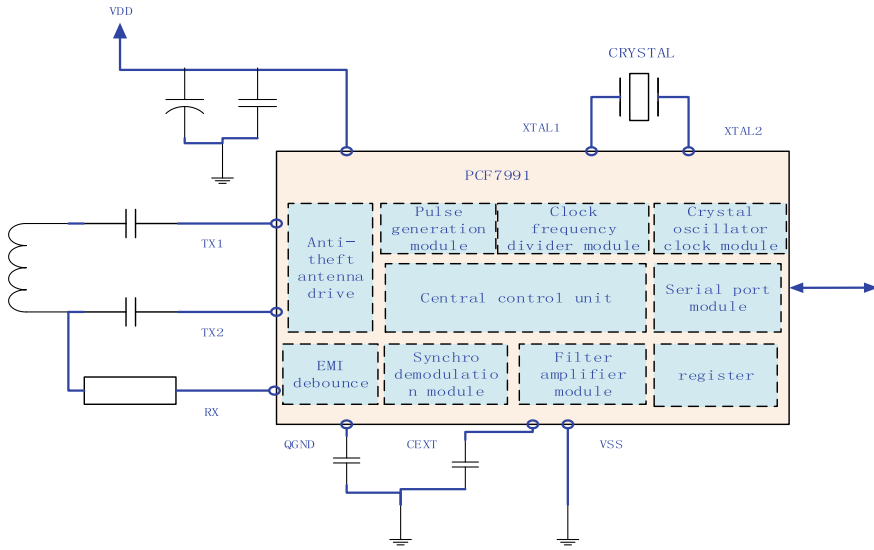 VDD
CRYSTAL
XTAL1
XTAL2
PCF7991
TX1
TX2
RX
Anti-
theft
antenna
drive
Pulse
generation
module
Clock
frequency
divider module
Crystal
oscillator
clock module
Central control unit
Serial port
module
EMI
debounce
Synchro
demodulatio
n module
Filter
amplifier
module
register
QGND
CEXT
VSS